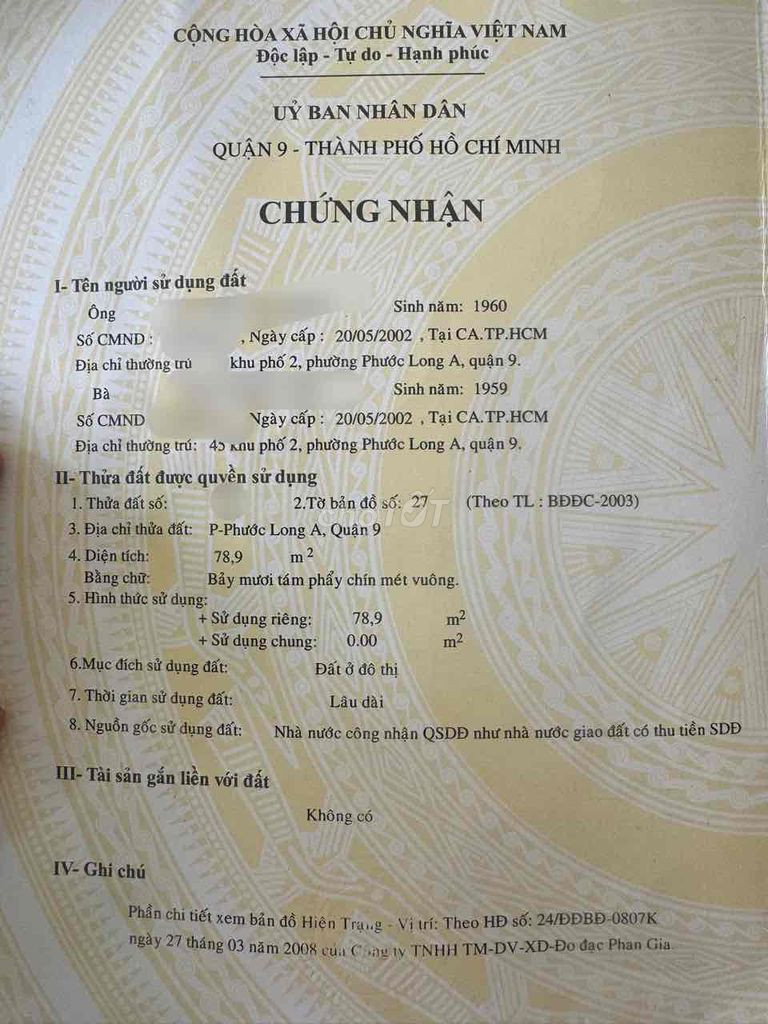 CỘNG HÒA XÃ HỘI CHỦ NGHĨA VIỆT NAM
Độc lập - Tự do - Hạnh phúc
UỶ BAN NHÂN DÂN
QUẬN 9 - THÀNH PHỐ HỒ CHÍ MINH
CHỨNG NHẬN
I- Tên người sử dụng đất
Ông Sinh năm: 1960
Số CMND : , Ngày cấp : 20/05/2002 , Tại CA.TP.HCM
Địa chỉ thường trú khu phố 2, phường Phước Long A, quận 9.
Bà Sinh năm: 1959
Số CMND Ngày cấp : 20/05/2002 , Tại CA.TP.HCM
Địa chỉ thường trú: khu phố 2, phường Phước Long A, quận 9.
II- Thửa đất được quyền sử dụng
1. Thửa đất số: 2.Tờ bản đồ số: 27 (Theo TL : BĐĐC-2003)
3. Địa chỉ thửa đất: P-Phước Long A, Quận 9
4. Diện tích: 78,9 m2
Bằng chữ: Bảy mươi tám phẩy chín mét vuông.
5. Hình thức sử dụng:
+ Sử dụng riêng: 78,9 m2
+ Sử dụng chung: 0.00 m2
6.Mục đích sử dụng đất: Đất ở đô thị
7. Thời gian sử dụng đất: Lâu dài
8. Nguồn gốc sử dụng đất: Nhà nước công nhận QSDĐ như nhà nước giao đất có thu tiền SDĐ
III- Tài sản gắn liền với đất
Không có
IV- Ghi chú
Phần chi tiết xem bản đồ Hiện Trạng - Vị trí: Theo HĐ số: 24/ĐĐBĐ-0807K
ngày 27 tháng 03 năm 2008 của Công ty TNHH TM-DV-XD-Đo đạc Phan Gia.